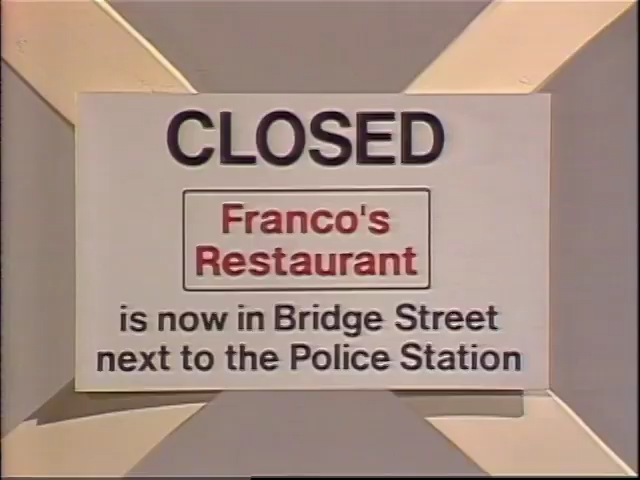 CLOSED
Franco's
Restaurant
is now in Bridge Street
next to the Police Station